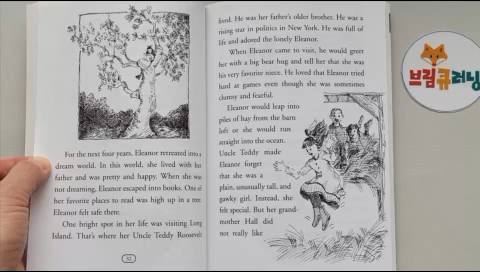 For the next four years, Eleanor retreated into a
dream world. In this world, she lived with her
father and was pretty and happy. When she was
not dreaming, Eleanor escaped into books. One of
her favorite places to read was high up in a tree.
Eleanor felt safe there.
One bright spot in her life was visiting Long
Island. That's where her Uncle Teddy Roosevelt
52
lived. He was her father's older brother. He was a
rising star in politics in New York. He was full of
life and adored the lonely Eleanor.
When Eleanor came to visit, he would greet
her with a big bear hug and tell her that she was
his very favorite niece. He loved that Eleanor tried
hard at games even though she was sometimes
clumsy and fearful.
Eleanor would leap into
piles of hay from the barn
loft or she would run
straight into the ocean.
Uncle Teddy made
Eleanor forget
that she was a
plain, unusually tall, and
gawky girl. Instead, she
felt special. But her grand-
mother Hall did
not really like
브림큐
러닝